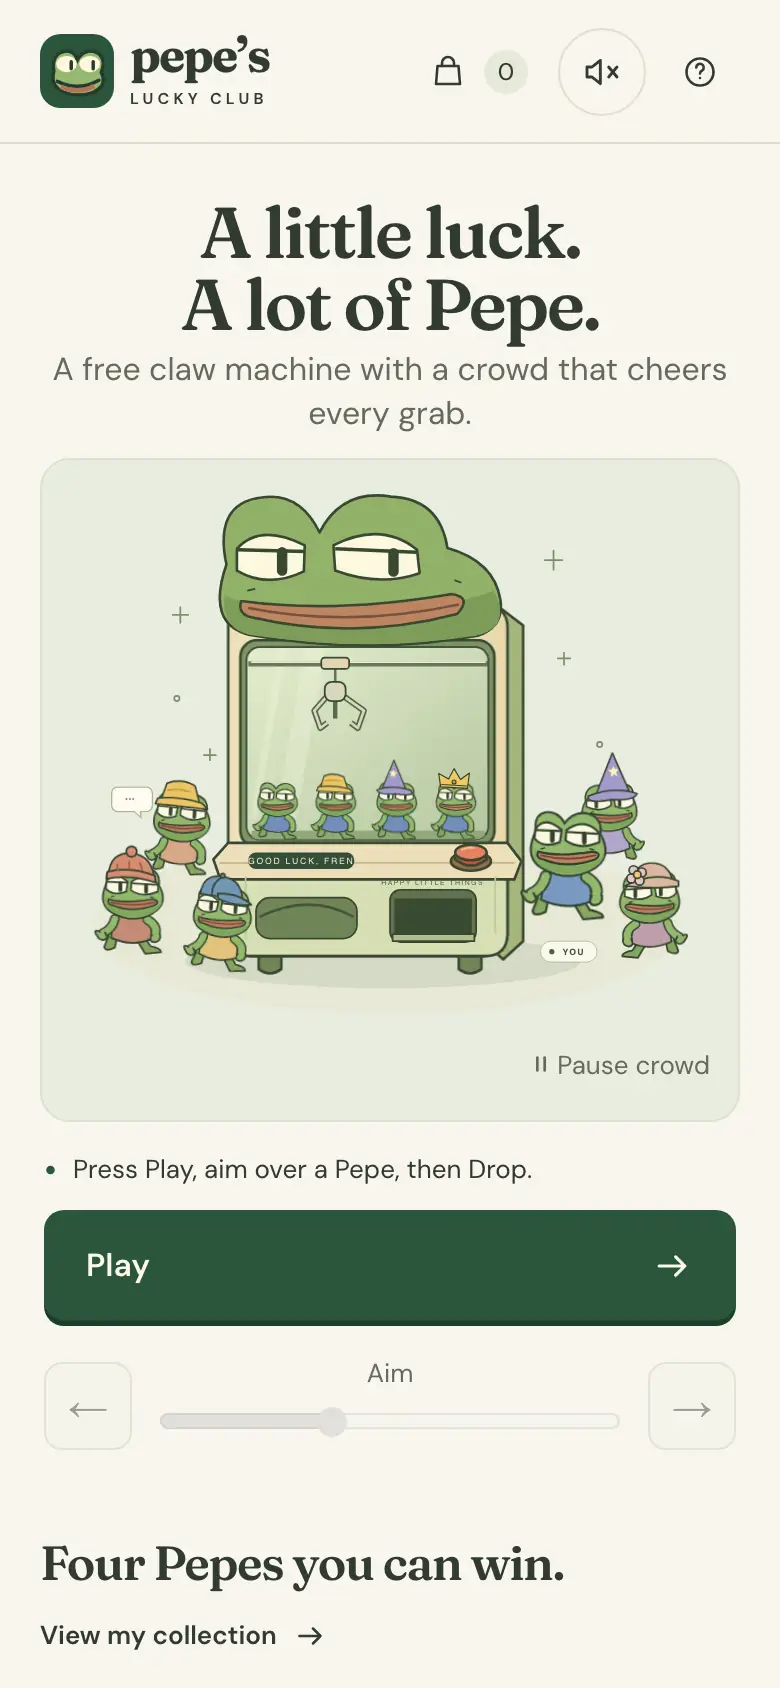 pepe’s
LUCKY CLUB
0
A little luck.
A lot of Pepe.
A free claw machine with a crowd that cheers
every grab.
...
GOOD LUCK, FREN
HAPPY LITTLE THINGS
YOU
Pause crowd
Press Play, aim over a Pepe, then Drop.
Play
Aim
Four Pepes you can win.
View my collection